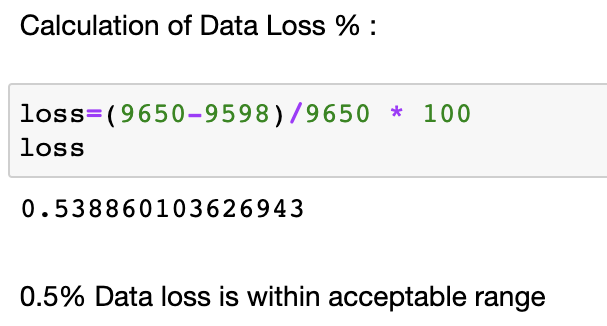 Calculation of Data Loss % :
loss=(9650-9598)/9650 * 100
loss
0.538860103626943
0.5% Data loss is within acceptable range